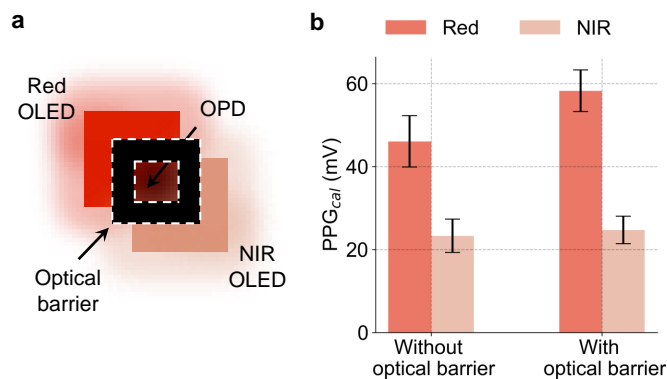 a
Red
OLED
OPD
NIR
OLED
Optical
barrier
b
Red
NIR
PPGcal (mV)
60
40
20
0
Without
optical barrier
With
optical barrier